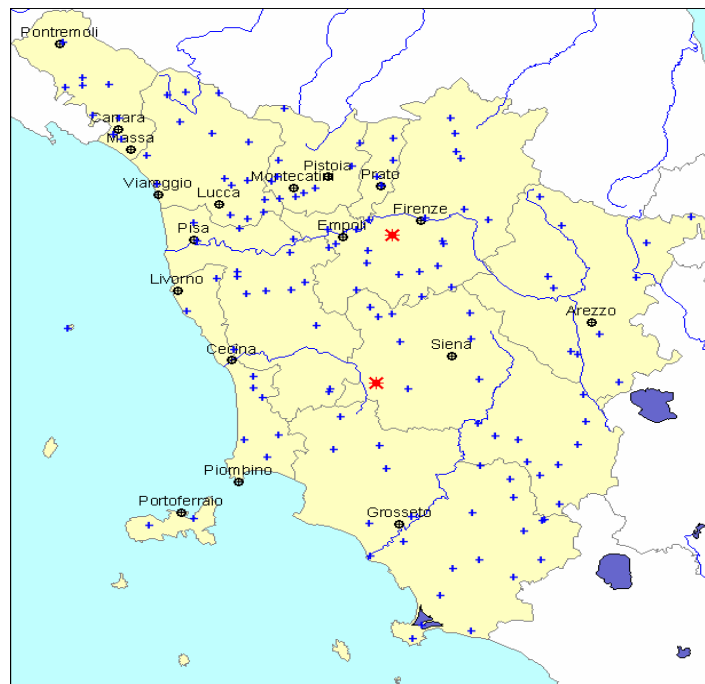 Pontremoli
Carrara
Massa
Pistoia
Montecatini
Prato
Viareggio
Lucca
Firenze
Pisa
Empoli
Livorno
Arezzo
Siena
Cecina
Piombino
Portoferraio
Grosseto